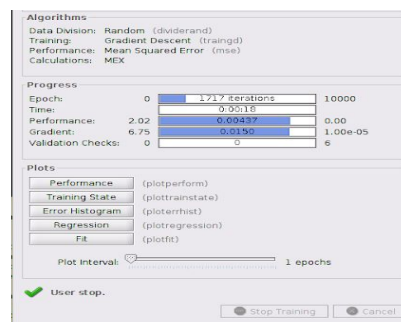 Algorithms
Data Division: Random (dividerand)
Training: Gradient Descent (traingd)
Performance: Mean Squared Error (mse)
Calculations: MEX
Progress
Epoch: 0 1717 iterations 10000
Time: 0:00:18
Performance: 2.02 0.00437 0.00
Gradient: 6.75 0.0150 1.00e-05
Validation Checks: 0 0 6
Plots
Performance (plotperform)
Training State (plottrainstate)
Error Histogram (ploterrhist)
Regression (plotregression)
Fit (plotfit)
Plot Interval: 1 epochs
User stop.
Stop Training Cancel